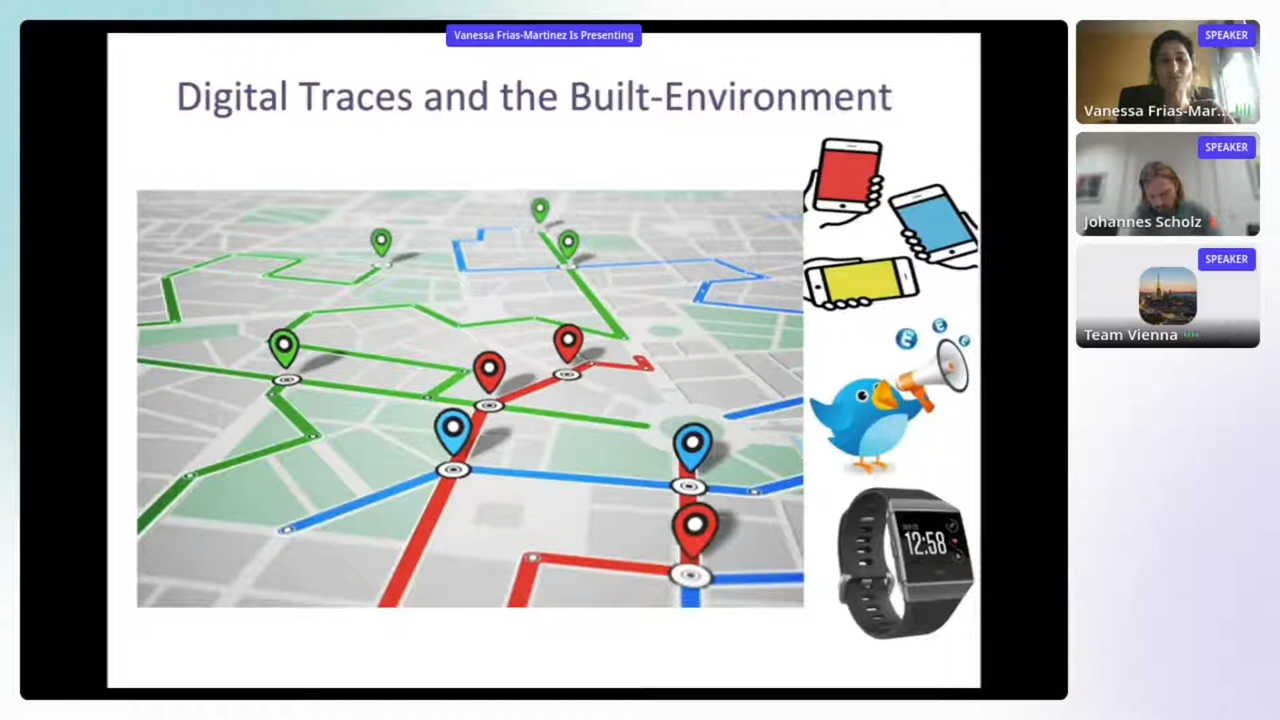 Vanessa Frias-Martinez Is Presenting
Digital Traces and the Built-Environment
12:58
SPEAKER
Vanessa Frias-Mar...
SPEAKER
Johannes Scholz
SPEAKER
Team Vienna